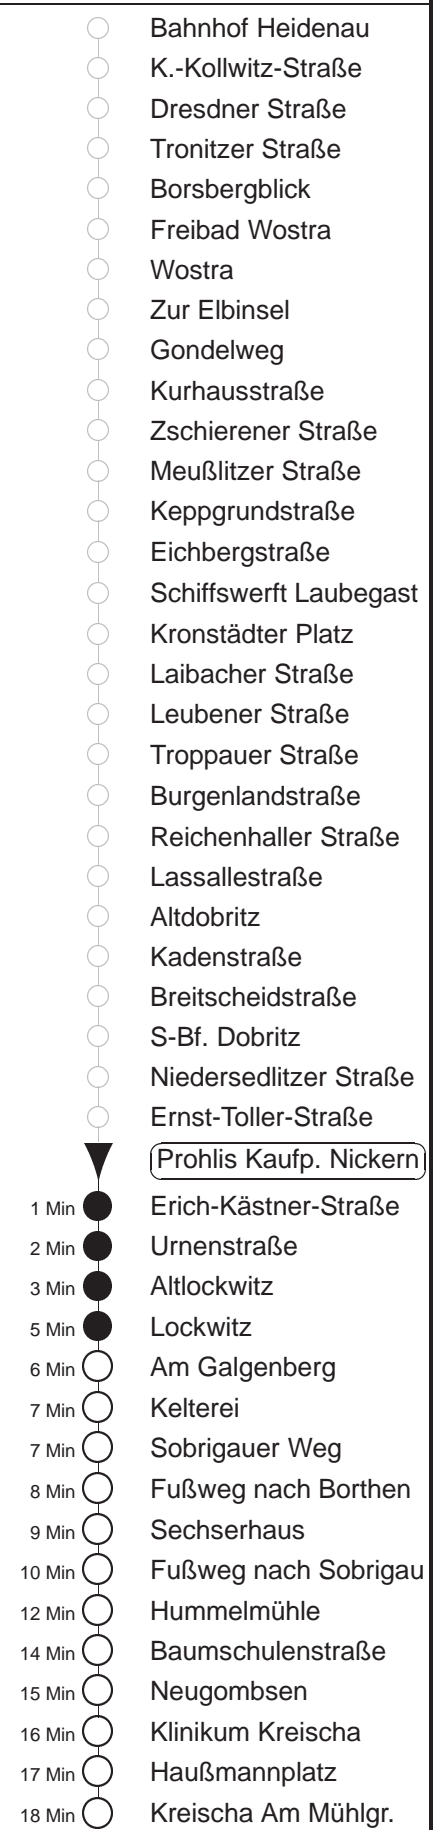 Bahnhof Heidenau
K.-Kollwitz-Straße
Dresdner Straße
Tronitzer Straße
Borsbergblick
Freibad Wostra
Wostra
Zur Elbinsel
Gondelweg
Kurhausstraße
Zschierener Straße
Meußlitzer Straße
Keppgrundstraße
Eichbergstraße
Schiffswerft Laubegast
Kronstädter Platz
Laibacher Straße
Leubener Straße
Troppauer Straße
Burgenlandstraße
Reichenhaller Straße
Lassallestraße
Altdobritz
Kadenstraße
Breitscheidstraße
S-Bf. Dobritz
Niedersedlitzer Straße
Ernst-Toller-Straße
Prohlis Kaufp. Nickern
1 Min Erich-Kästner-Straße
2 Min Urnenstraße
3 Min Altlockwitz
5 Min Lockwitz
6 Min Am Galgenberg
7 Min Kelterei
7 Min Sobrigauer Weg
8 Min Fußweg nach Borthen
9 Min Sechserhaus
10 Min Fußweg nach Sobrigau
12 Min Hummelmühle
14 Min Baumschulenstraße
15 Min Neugombsen
16 Min Klinikum Kreischa
17 Min Haußmannplatz
18 Min Kreischa Am Mühlgr.